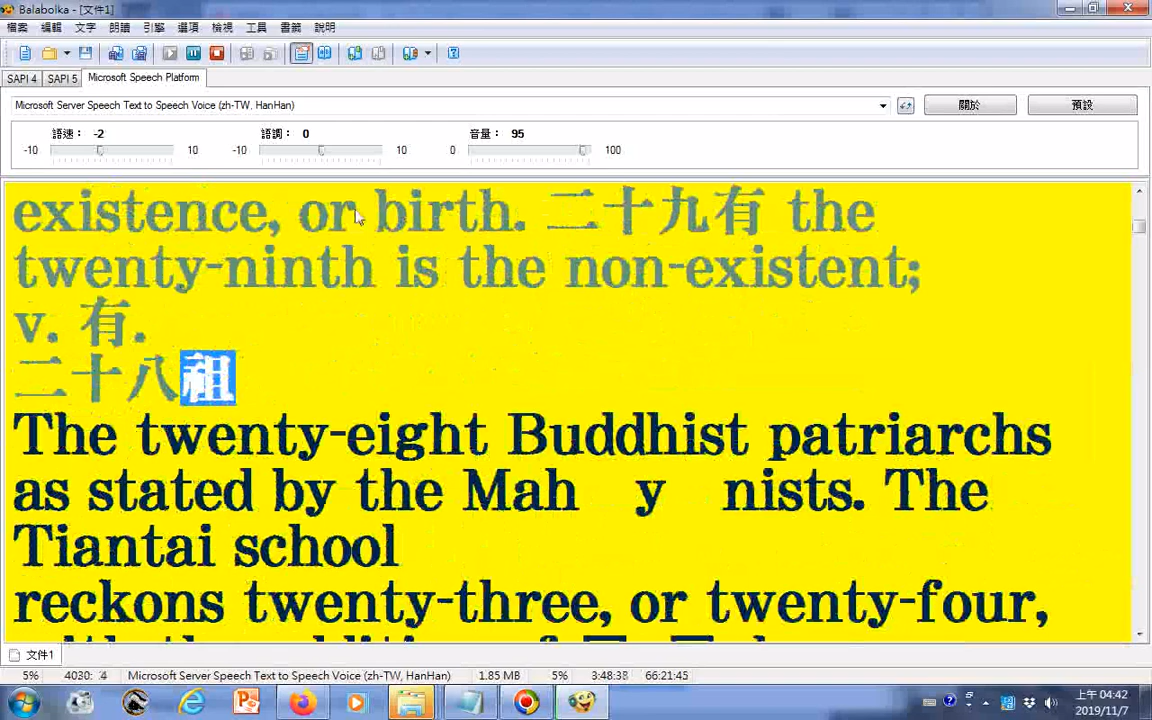 Balabolka - [文件1]
檔案 編輯 文字 朗讀 引擎 選項 檢視 工具 書籤 說明
SAPI 4 SAPI 5 Microsoft Speech Platform
Microsoft Server Speech Text to Speech Voice (zh-TW, HanHan) 關於 預設
語速： -2 語調： 0 音量： 95
-10 10 -10 10 0 100
existence, or birth. 二十九有 the
twenty-ninth is the non-existent;
v. 有.
二十八祖
The twenty-eight Buddhist patriarchs
as stated by the Mah y nists. The
Tiantai school
reckons twenty-three, or twenty-four,
文件1
5% 4030: 4 Microsoft Server Speech Text to Speech Voice (zh-TW, HanHan) 1.85 MB 5% 3:48:38 66:21:45
上午 04:42
2019/11/7